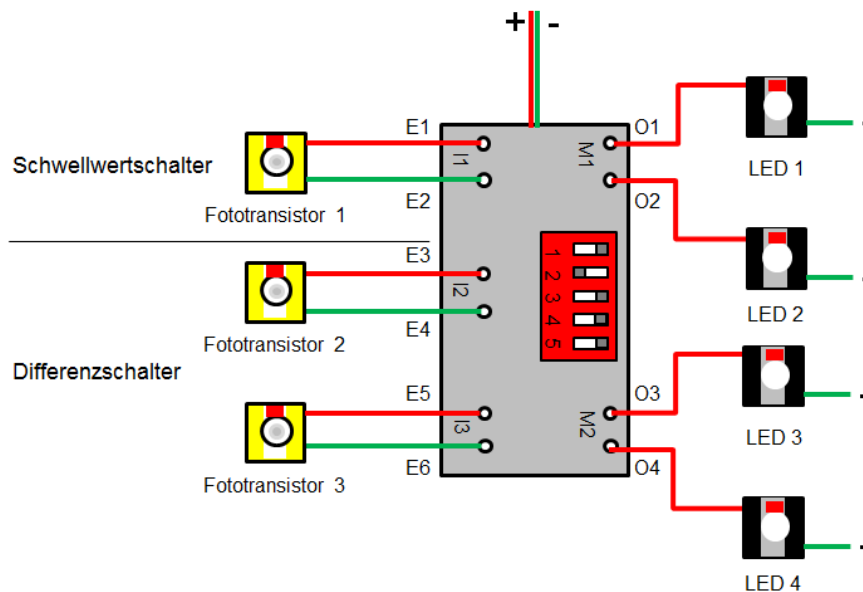 + -
Schwellwertschalter
Fototransistor 1
E1
E2
I1
M1
O1
O2
LED 1
-
LED 2
-
Differenzschalter
Fototransistor 2
E3
E4
I2
1
2
3
4
5
Fototransistor 3
E5
E6
I3
M2
O3
O4
LED 3
-
LED 4
-